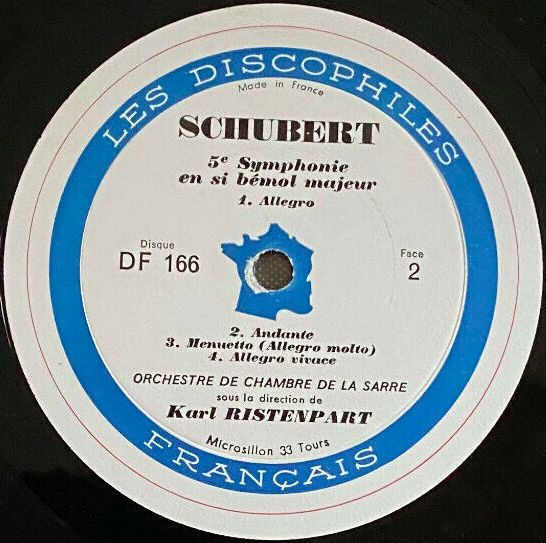 LES DISCOPHILES
Made in France
SCHUBERT
5e Symphonie
en si bémol majeur
1. Allegro
Disque
DF 166
Face
2
2. Andante
3. Menuetto (Allegro molto)
4. Allegro vivace
ORCHESTRE DE CHAMBRE DE LA SARRE
sous la direction de
Karl RISTENPART
Microsillon 33 Tours
FRANÇAIS